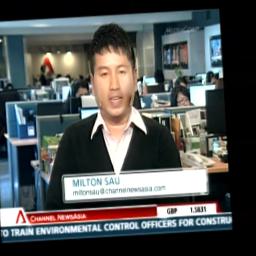 MILTON SAU
miltonsau@channelnewsasia.com
CHANNEL NEWSASIA
GBP 1.5831
TO TRAIN ENVIRONMENTAL CONTROL OFFICERS FOR CONSTRU